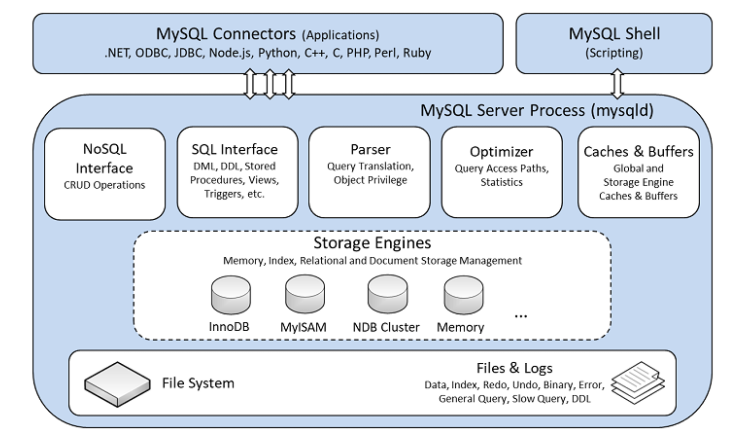 MySQL Connectors (Applications)
.NET, ODBC, JDBC, Node.js, Python, C++, C, PHP, Perl, Ruby
MySQL Shell
(Scripting)
MySQL Server Process (mysqld)
NoSQL
Interface
CRUD Operations
SQL Interface
DML, DDL, Stored
Procedures, Views,
Triggers, etc.
Parser
Query Translation,
Object Privilege
Optimizer
Query Access Paths,
Statistics
Caches & Buffers
Global and
Storage Engine
Caches & Buffers
Storage Engines
Memory, Index, Relational and Document Storage Management
InnoDB
MyISAM
NDB Cluster
Memory
...
File System
Files & Logs
Data, Index, Redo, Undo, Binary, Error,
General Query, Slow Query, DDL